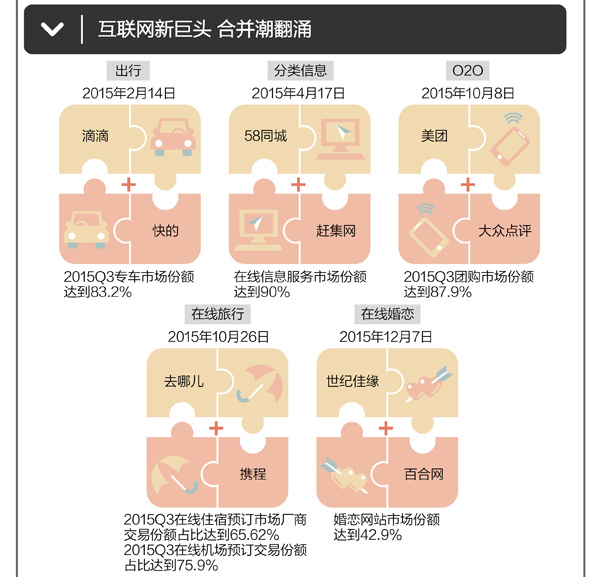 互联网新巨头 合并潮翻涌
出行
2015年2月14日
滴滴
快的
2015Q3专车市场份额
达到83.2%
分类信息
2015年4月17日
58同城
赶集网
在线信息服务市场份额
达到90%
O2O
2015年10月8日
美团
大众点评
2015Q3团购市场份额
达到87.9%
在线旅行
2015年10月26日
去哪儿
携程
2015Q3在线住宿预订市场厂商
交易份额占比达到65.62%
2015Q3在线机场预订交易份额
占比达到75.9%
在线婚恋
2015年12月7日
世纪佳缘
百合网
婚恋网站市场份额
达到42.9%